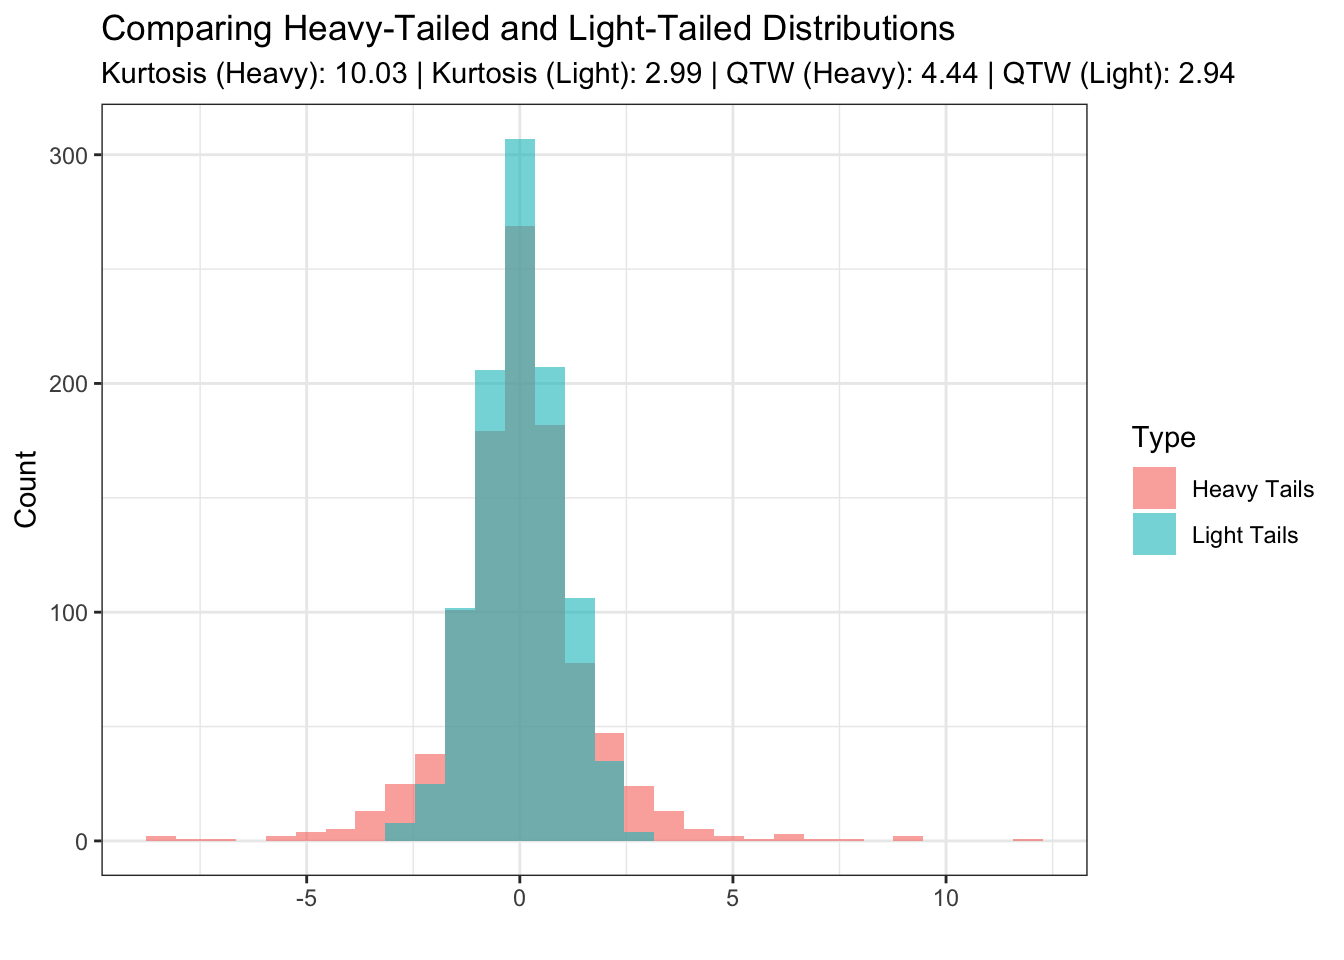 Comparing Heavy-Tailed and Light-Tailed Distributions
Kurtosis (Heavy): 10.03 | Kurtosis (Light): 2.99 | QTW (Heavy): 4.44 | QTW (Light): 2.94
300
200
100
0
Count
-5
0
5
10
Type
Heavy Tails
Light Tails